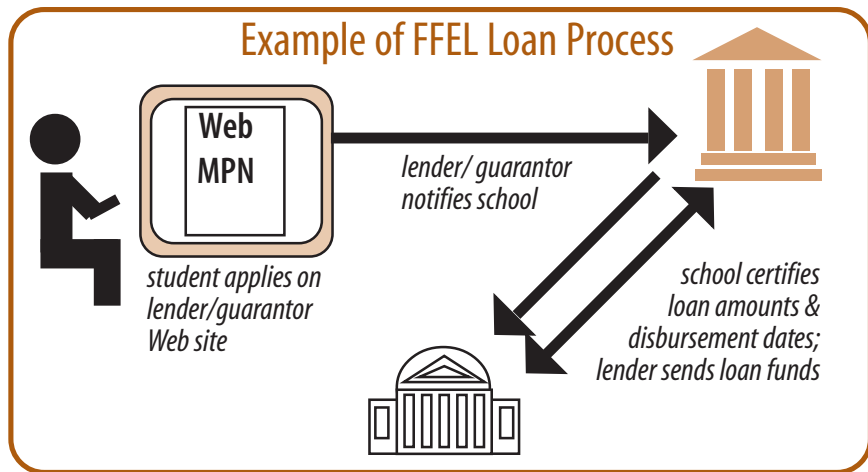 Example of FFEL Loan Process
Web
MPN
lender/ guarantor
notifies school
student applies on
lender/guarantor
Web site
school certifies
loan amounts &
disbursement dates;
lender sends loan funds